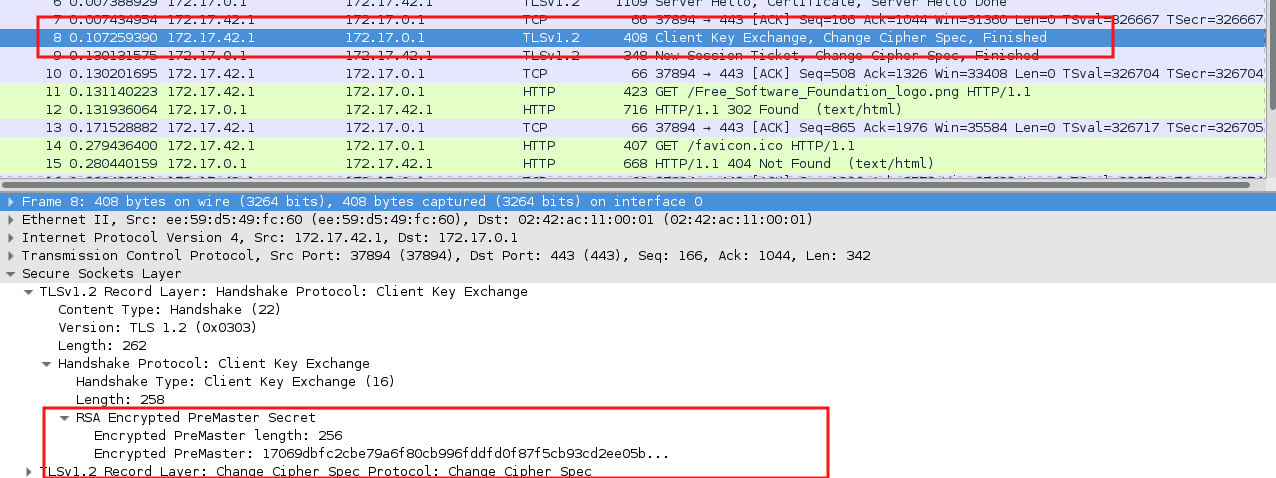 6 0.007388929 172.17.0.1 172.17.42.1 TLSv1.2 1109 Server Hello, Certificate, Server Hello Done
7 0.007434954 172.17.42.1 172.17.0.1 TCP 66 37894 → 443 [ACK] Seq=166 Ack=1044 Win=31360 Len=0 TSval=326667 TSecr=326667
8 0.107259390 172.17.42.1 172.17.0.1 TLSv1.2 408 Client Key Exchange, Change Cipher Spec, Finished
9 0.130131575 172.17.0.1 172.17.42.1 TLSv1.2 348 New Session Ticket, Change Cipher Spec, Finished
10 0.130201695 172.17.42.1 172.17.0.1 TCP 66 37894 → 443 [ACK] Seq=508 Ack=1326 Win=33408 Len=0 TSval=326704 TSecr=326704
11 0.131140223 172.17.42.1 172.17.0.1 HTTP 423 GET /Free_Software_Foundation_logo.png HTTP/1.1
12 0.131936064 172.17.0.1 172.17.42.1 HTTP 716 HTTP/1.1 302 Found (text/html)
13 0.171528882 172.17.42.1 172.17.0.1 TCP 66 37894 → 443 [ACK] Seq=865 Ack=1976 Win=35584 Len=0 TSval=326717 TSecr=326705
14 0.279436400 172.17.42.1 172.17.0.1 HTTP 407 GET /favicon.ico HTTP/1.1
15 0.280440159 172.17.0.1 172.17.42.1 HTTP 668 HTTP/1.1 404 Not Found (text/html)
Frame 8: 408 bytes on wire (3264 bits), 408 bytes captured (3264 bits) on interface 0
Ethernet II, Src: ee:59:d5:49:fc:60 (ee:59:d5:49:fc:60), Dst: 02:42:ac:11:00:01 (02:42:ac:11:00:01)
Internet Protocol Version 4, Src: 172.17.42.1, Dst: 172.17.0.1
Transmission Control Protocol, Src Port: 37894 (37894), Dst Port: 443 (443), Seq: 166, Ack: 1044, Len: 342
Secure Sockets Layer
TLSv1.2 Record Layer: Handshake Protocol: Client Key Exchange
Content Type: Handshake (22)
Version: TLS 1.2 (0x0303)
Length: 262
Handshake Protocol: Client Key Exchange
Handshake Type: Client Key Exchange (16)
Length: 258
RSA Encrypted PreMaster Secret
Encrypted PreMaster length: 256
Encrypted PreMaster: 17069dbfc2cbe79a6f80cb996fddfd0f87f5cb93cd2ee05b...
TLSv1.2 Record Layer: Change Cipher Spec Protocol: Change Cipher Spec